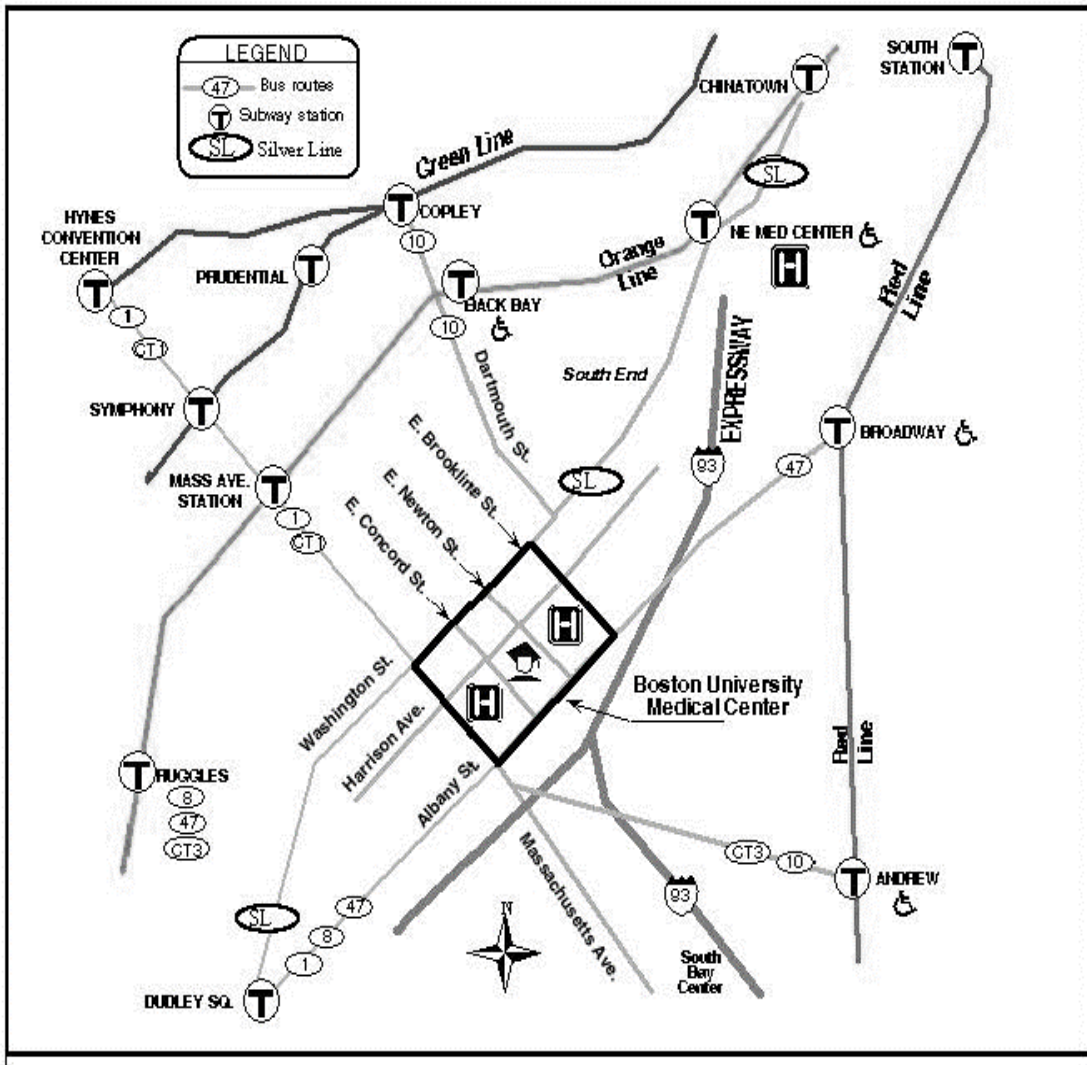 LEGEND
47 Bus routes
T Subway station
SL Silver Line
SOUTH
STATION
T
CHINATOWN
T
Green Line
SL
T
COPLEY
10
HYNES
CONVENTION
CENTER
T
PRUDENTIAL
T
T
NE MED CENTER
H
Orange
Line
Red
Line
T
BACK BAY
10
1
CT1
EXPRESSWAY
South End
Dartmouth St.
SYMPHONY
T
T
BROADWAY
E. Brookline St.
93
47
MASS AVE.
STATION
T
SL
E. Newton St.
1
CT1
E. Concord St.
H
H
Boston University
Medical Center
Washington St.
Harrison Ave.
Albany St.
Red
Line
T
RUGGLES
8
47
CT3
Massachusetts Ave.
CT3
10
T
ANDREW
93
SL
47
8
1
N
South
Bay
Center
DUDLEY SQ.
T